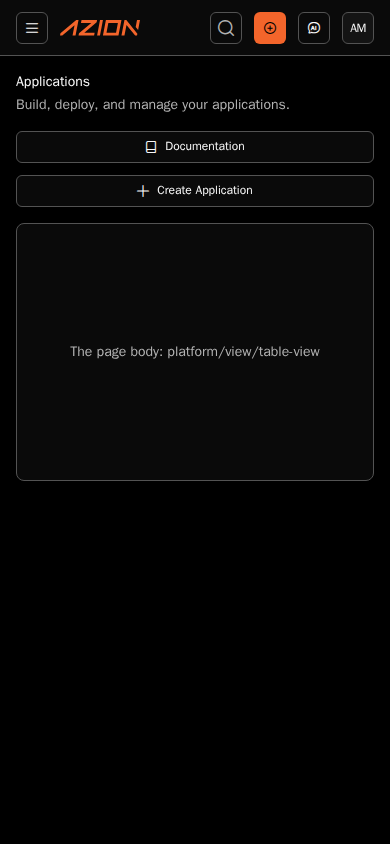 AZION
AI
AM
Applications
Build, deploy, and manage your applications.
Documentation
Create Application
The page body: platform/view/table-view